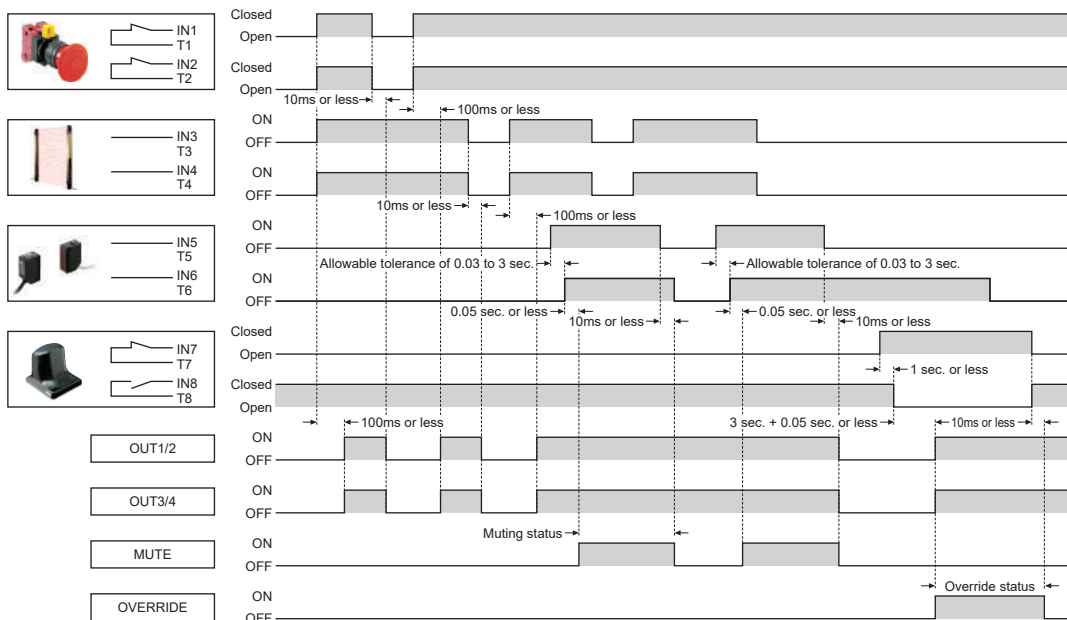 IN1
T1
IN2
T2
Closed
Open
Closed
Open
10ms or less
100ms or less
IN3
T3
IN4
T4
ON
OFF
ON
OFF
10ms or less
100ms or less
IN5
T5
IN6
T6
ON
OFF
Allowable tolerance of 0.03 to 3 sec.
Allowable tolerance of 0.03 to 3 sec.
ON
OFF
0.05 sec. or less
10ms or less
0.05 sec. or less
10ms or less
IN7
T7
IN8
T8
Closed
Open
1 sec. or less
Closed
Open
100ms or less
3 sec. + 0.05 sec. or less
10ms or less
OUT1/2
ON
OFF
OUT3/4
ON
OFF
Muting status
MUTE
ON
OFF
Override status
OVERRIDE
ON
OFF